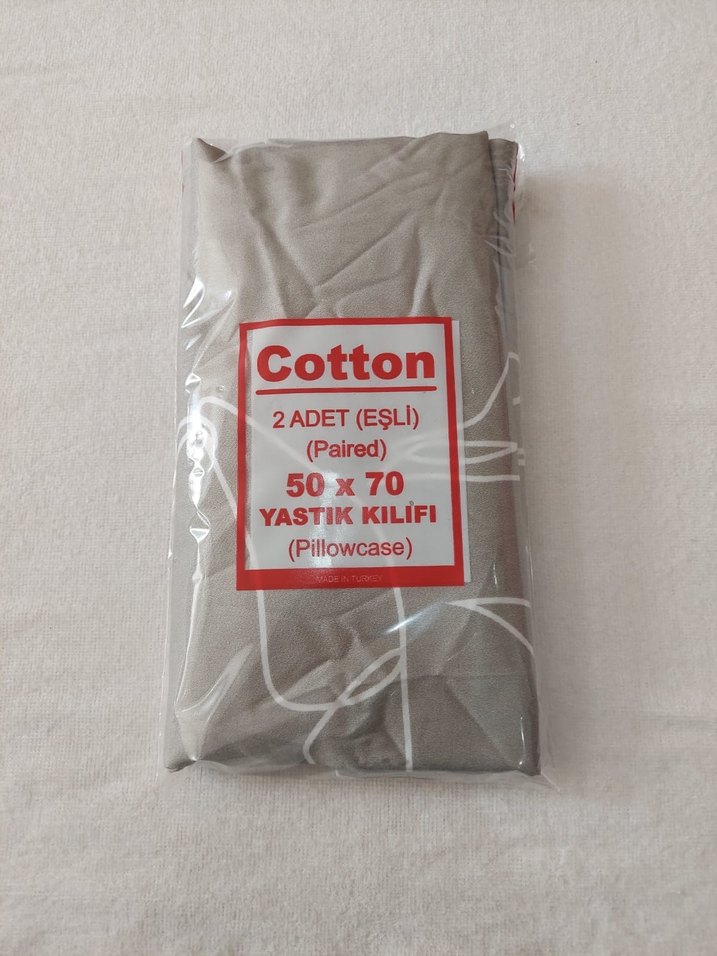 Cotton
2 ADET (EŞLİ)
(Paired)
50 x 70
YASTIK KILIFI
(Pillowcase)
MADE IN TURKEY